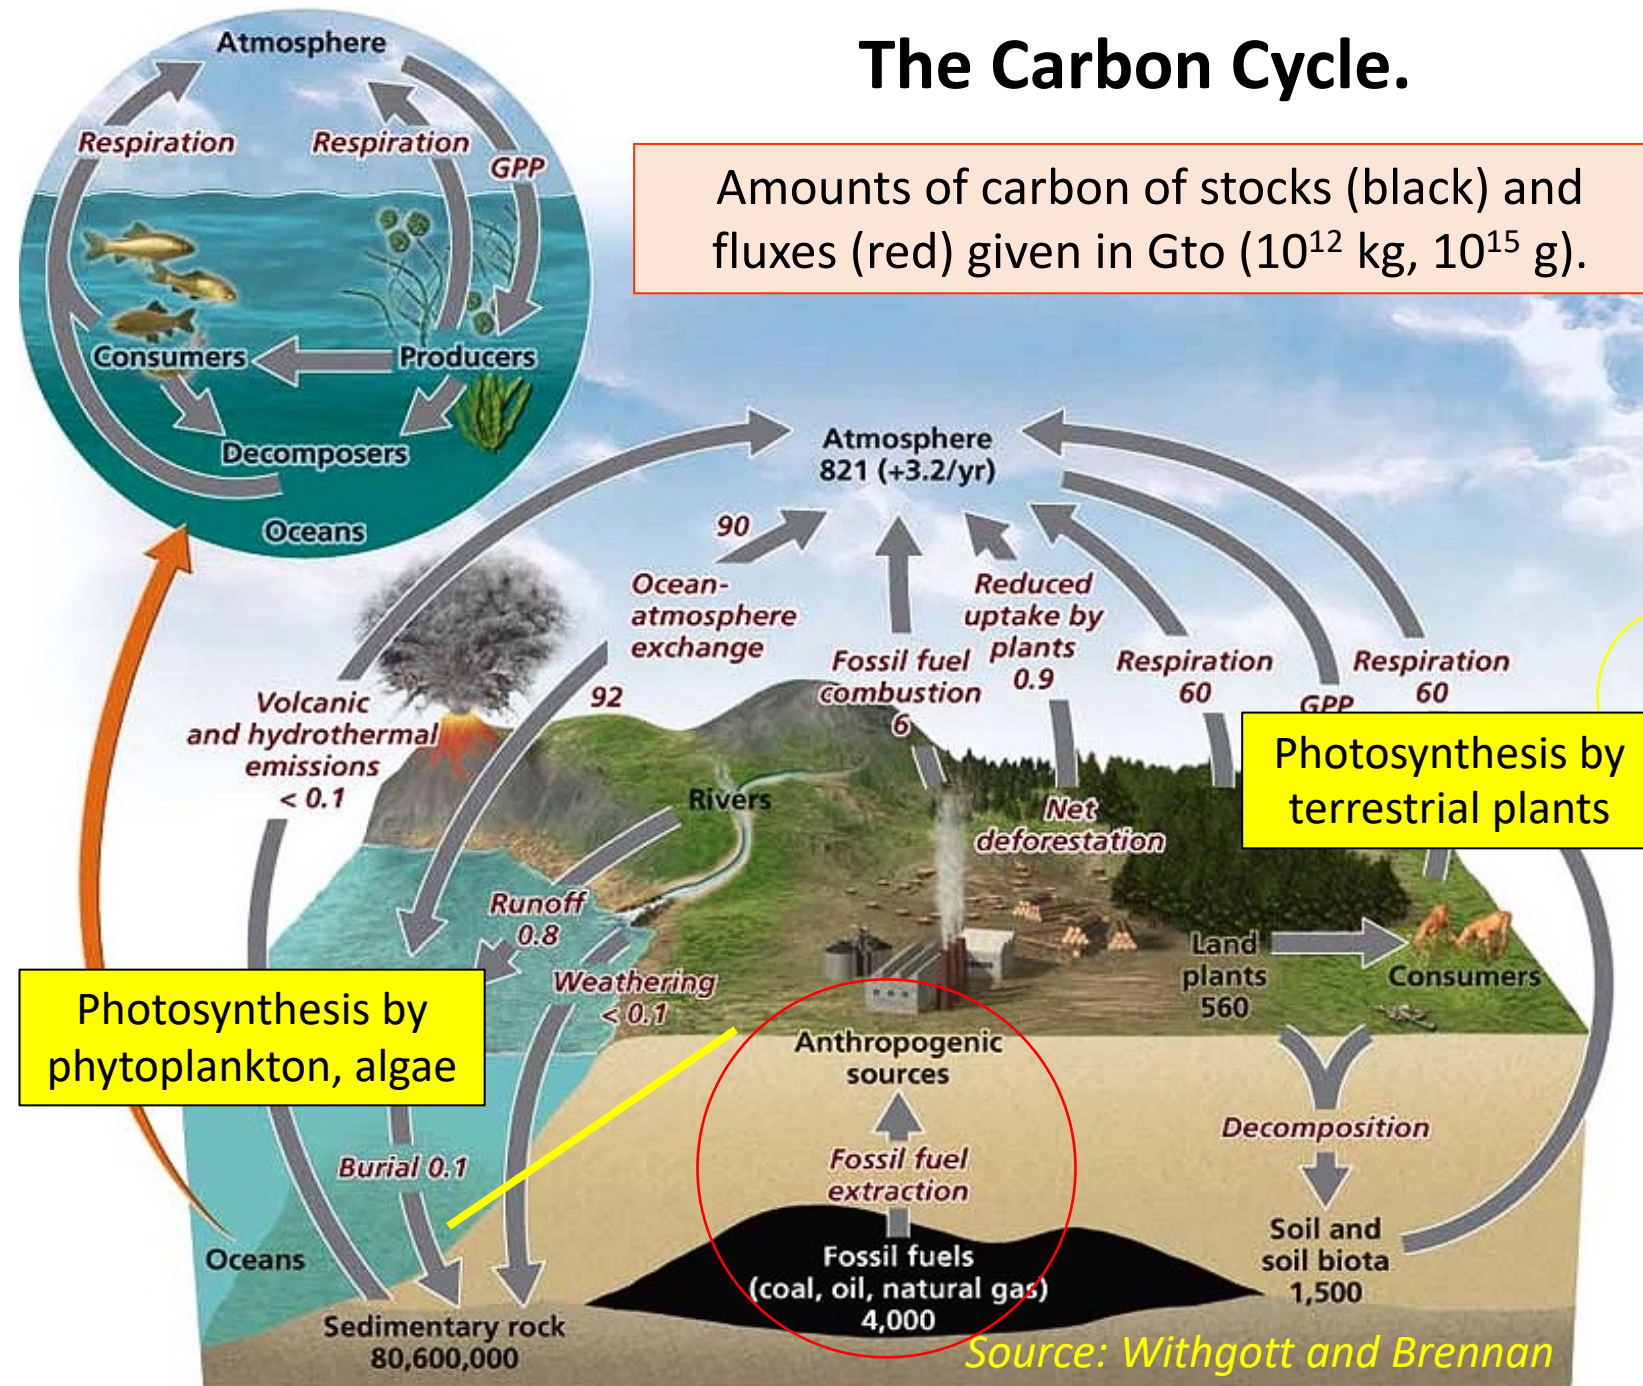 The Carbon Cycle.
Amounts of carbon of stocks (black) and
fluxes (red) given in Gto (10¹² kg, 10¹⁵ g).
Atmosphere
Respiration
Respiration
GPP
Consumers
Producers
Decomposers
Oceans
Atmosphere
821 (+3.2/yr)
90
Ocean-
atmosphere
exchange
92
Reduced
uptake by
plants
0.9
Fossil fuel
combustion
6
Respiration
60
GPP
Respiration
60
Volcanic
and hydrothermal
emissions
< 0.1
Photosynthesis by
terrestrial plants
Rivers
Net
deforestation
Runoff
0.8
Weathering
< 0.1
Land
plants
560
Consumers
Photosynthesis by
phytoplankton, algae
Anthropogenic
sources
Decomposition
Burial 0.1
Fossil fuel
extraction
Oceans
Fossil fuels
(coal, oil, natural gas)
4,000
Soil and
soil biota
1,500
Sedimentary rock
80,600,000
Source: Withgott and Brennan